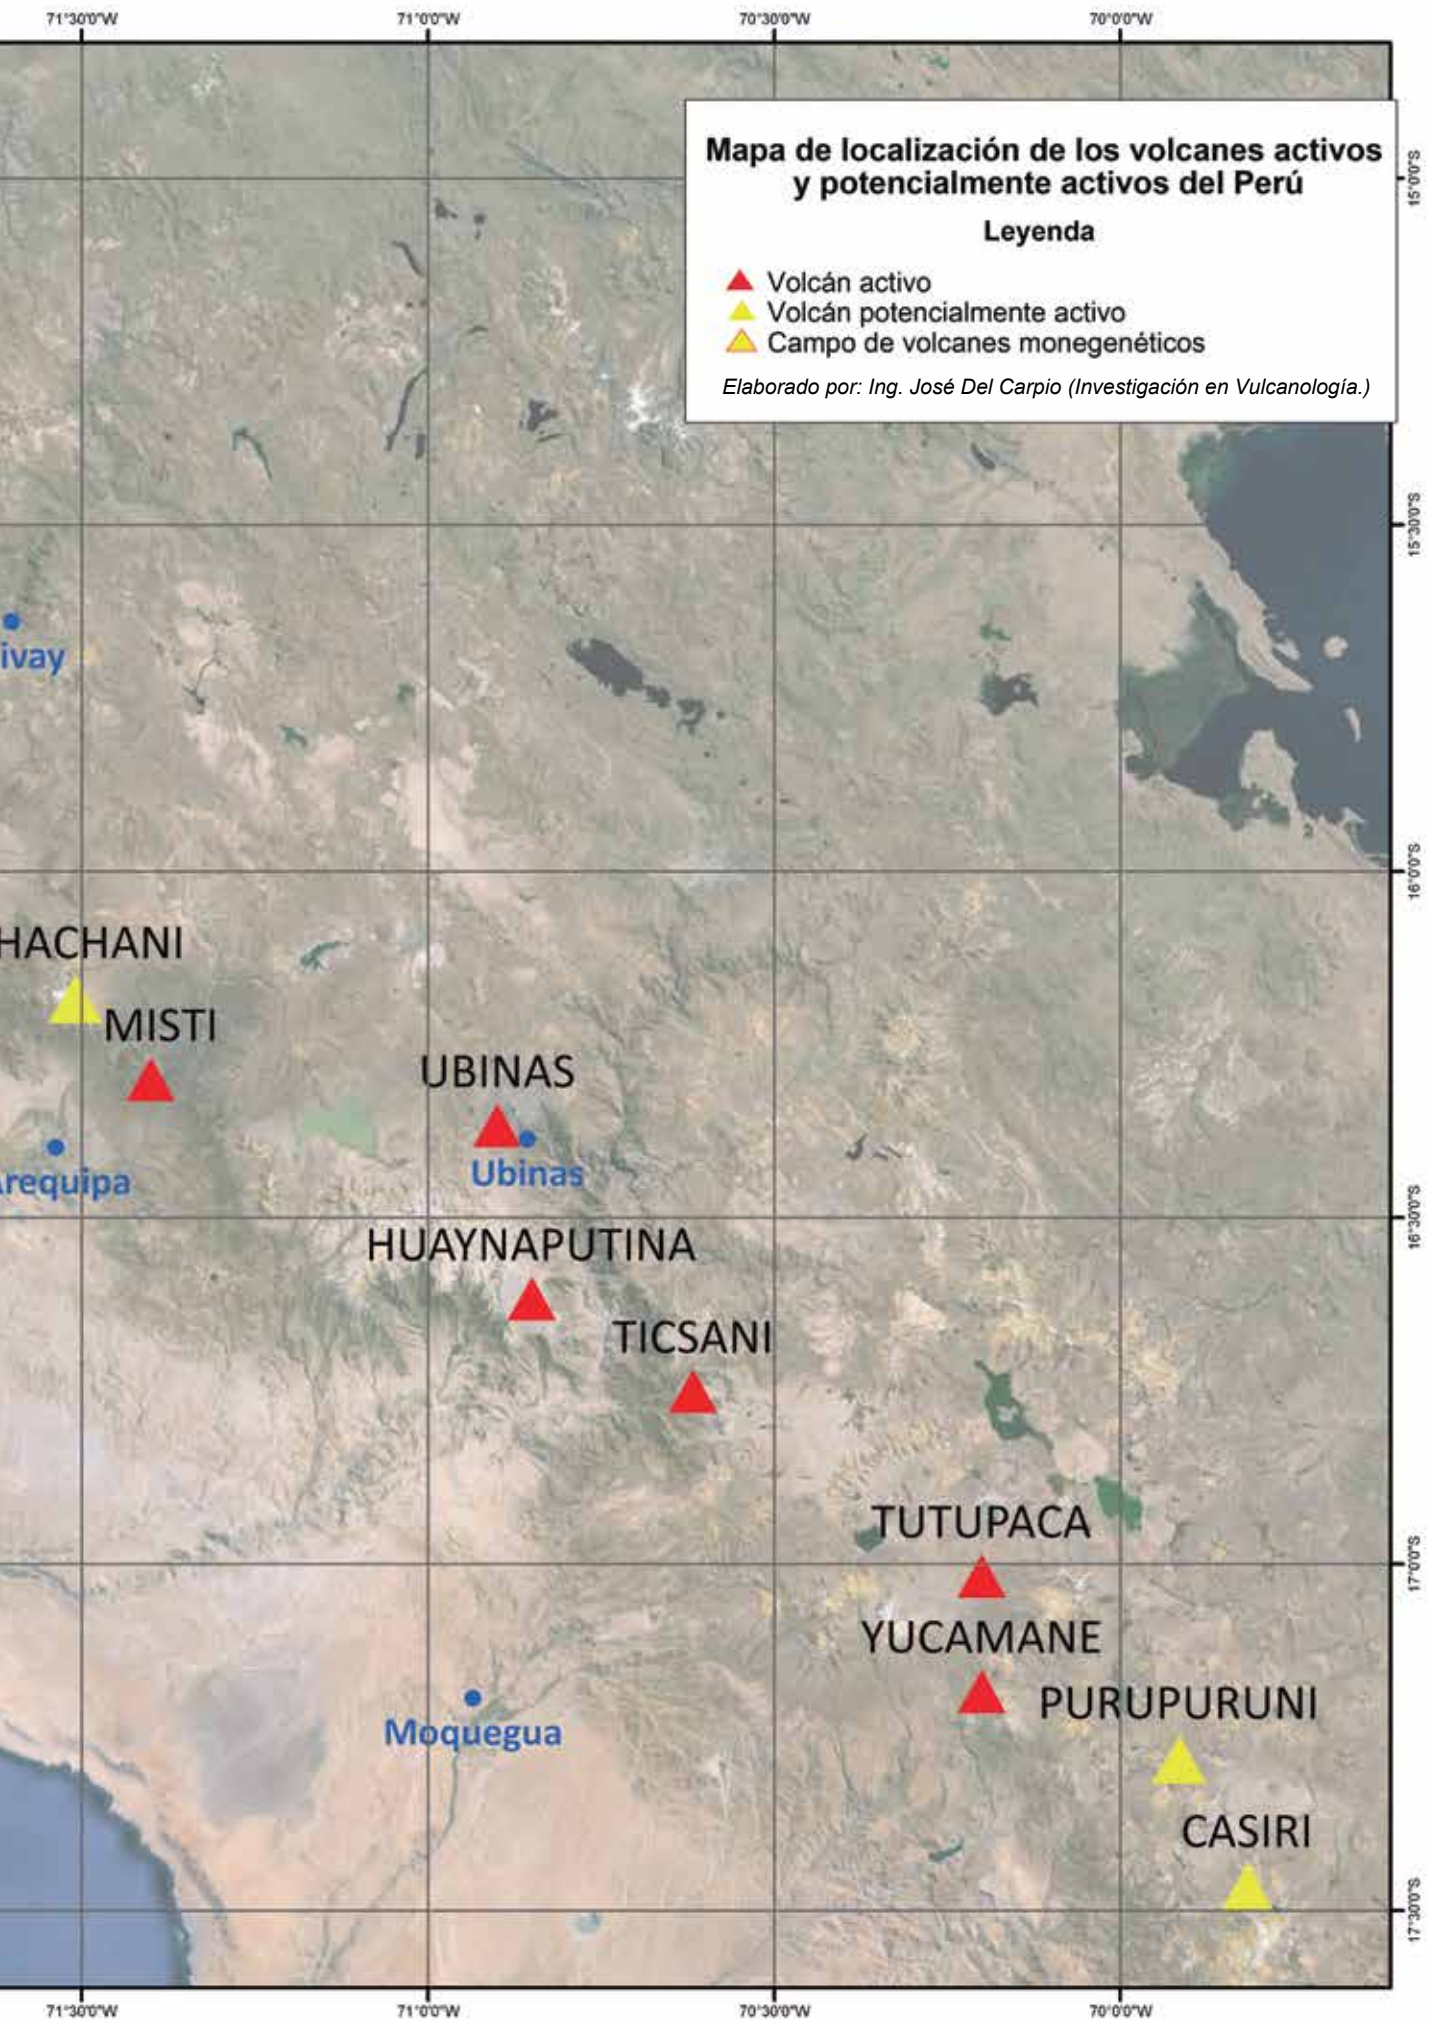 71°30'0"W
71°0'0"W
70°30'0"W
70°0'0"W
Mapa de localización de los volcanes activos
y potencialmente activos del Perú
Leyenda
Volcán activo
Volcán potencialmente activo
Campo de volcanes monegenéticos
Elaborado por: Ing. José Del Carpio (Investigación en Vulcanología.)
15°0'0"S
15°30'0"S
ivay
16°0'0"S
HACHANI
MISTI
UBINAS
Ubinas
requipa
16°30'0"S
HUAYNAPUTINA
TICSANI
TUTUPACA
17°0'0"S
YUCAMANE
PURUPURUNI
Moquegua
CASIRI
17°30'0"S
71°30'0"W
71°0'0"W
70°30'0"W
70°0'0"W